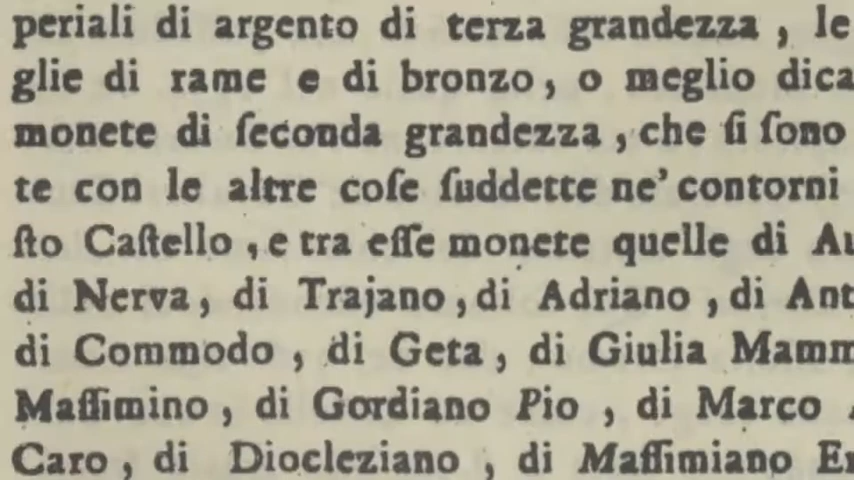 periali di argento di terza grandezza , le
glie di rame e di bronzo, o meglio dica
monete di ſeconda grandezza , che ſi ſono
te con le altre coſe ſuddette ne' contorni
ſto Caſtello , e tra eſſe monete quelle di Au
di Nerva, di Trajano , di Adriano , di Ant
di Commodo , di Geta, di Giulia Mamm
Maſſimino , di Gordiano Pio , di Marco
Caro , di Diocleziano , di Maſſimiano Er